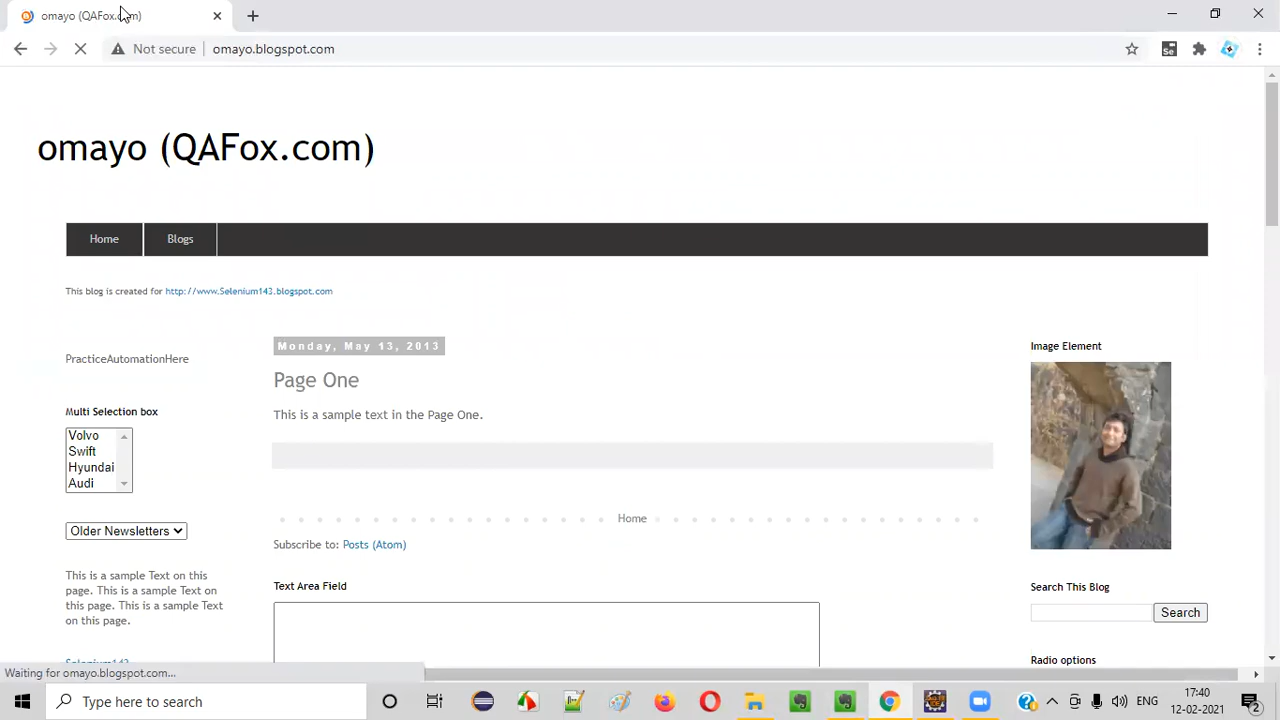 omayo (QAFox.com)
Not secure
omayo.blogspot.com
Se
omayo (QAFox.com)
Home
Blogs
This blog is created for http://www.Selenium143.blogspot.com
PracticeAutomationHere
Multi Selection box
Volvo
Swift
Hyundai
Audi
Older Newsletters
This is a sample Text on this
page. This is a sample Text on
this page. This is a sample Text
on this page.
Selenium143
Monday, May 13, 2013
Page One
This is a sample text in the Page One.
Home
Subscribe to: Posts (Atom)
Text Area Field
Image Element
Search This Blog
Search
Radio options
Waiting for omayo.blogspot.com...
Type here to search
ENG
17:40
12-02-2021
2